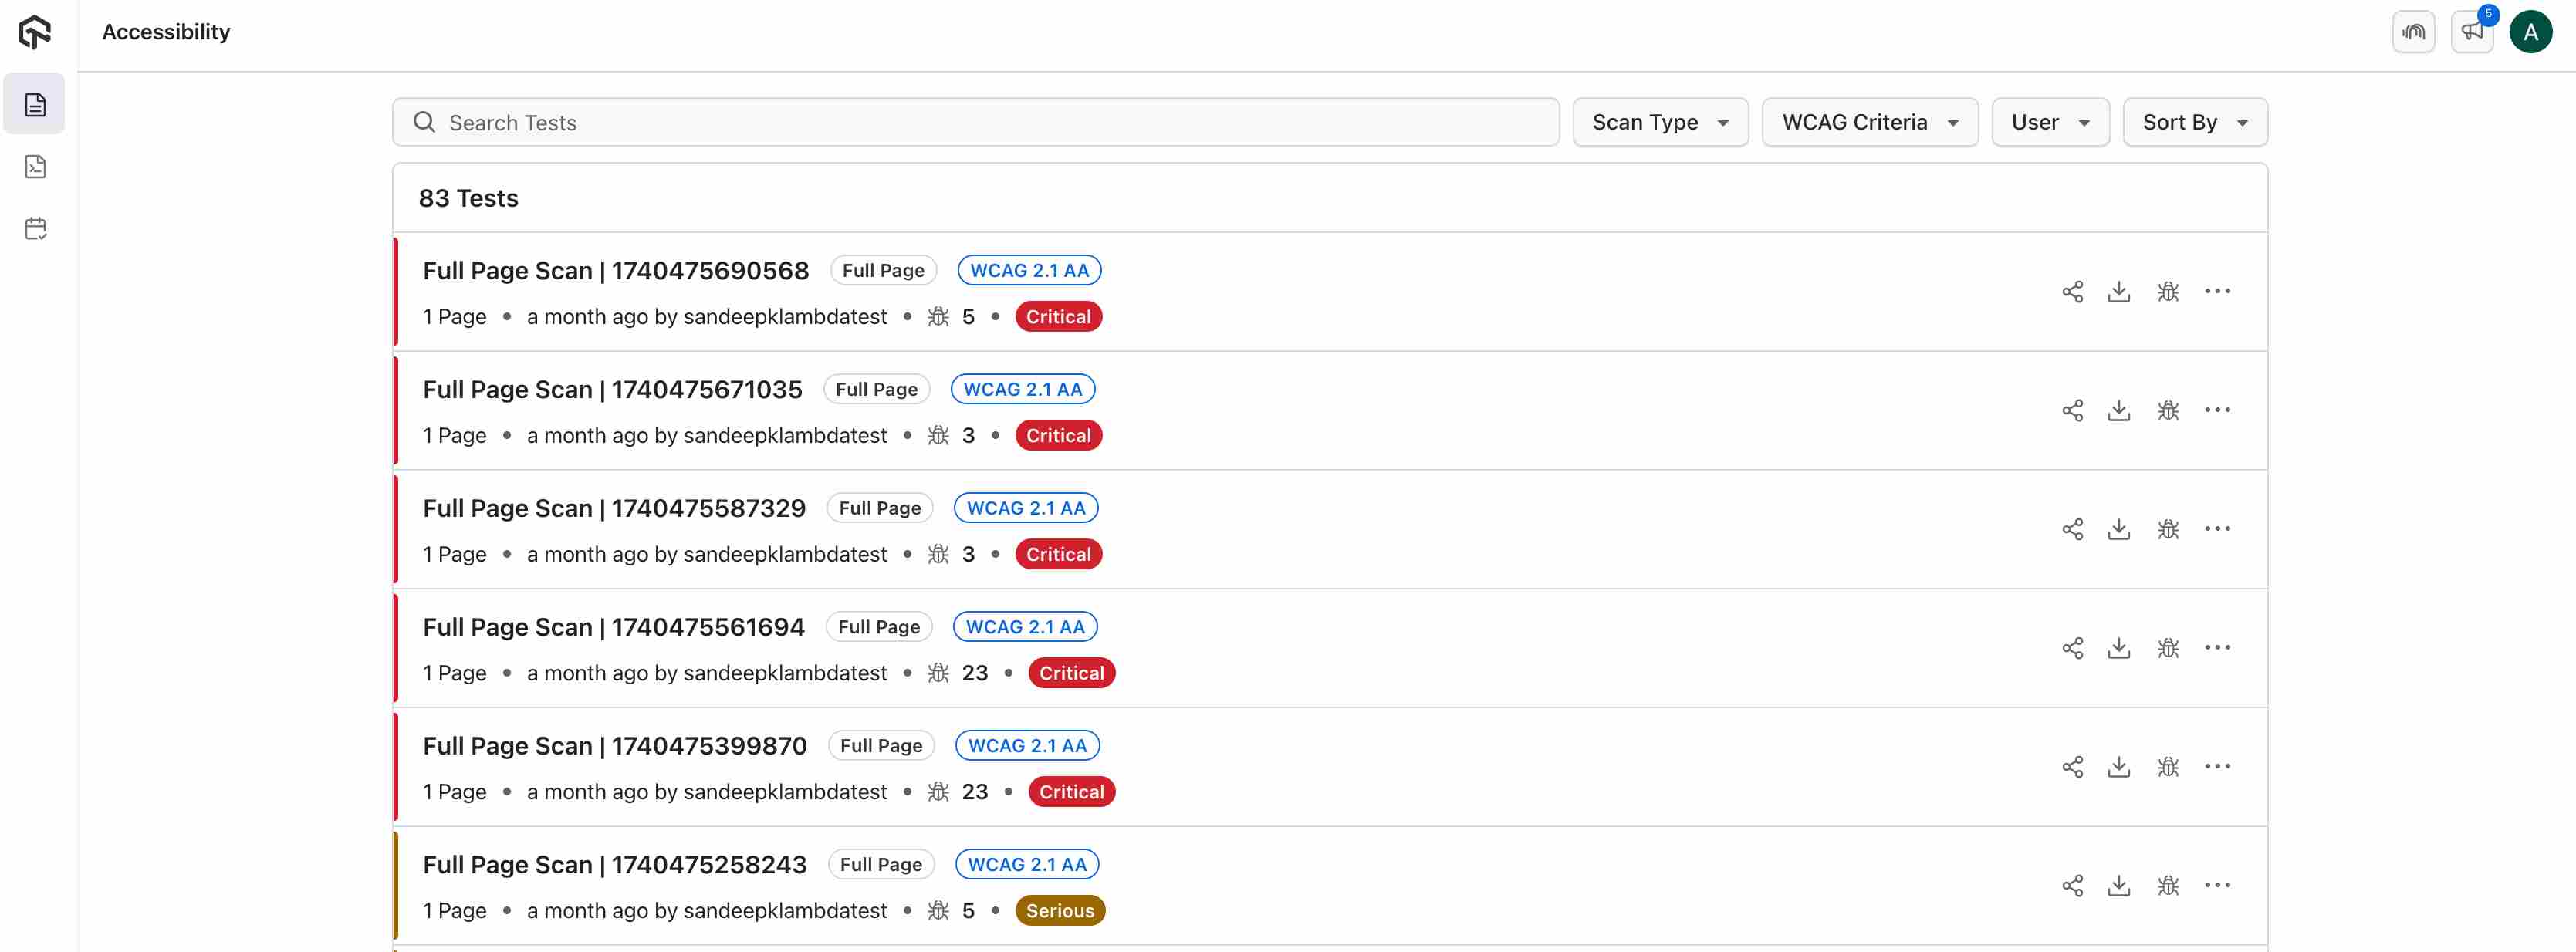 Accessibility
5
A
Search Tests
Scan Type
WCAG Criteria
User
Sort By
83 Tests
Full Page Scan | 1740475690568 Full Page WCAG 2.1 AA
1 Page • a month ago by sandeepklambdatest • 5 • Critical
Full Page Scan | 1740475671035 Full Page WCAG 2.1 AA
1 Page • a month ago by sandeepklambdatest • 3 • Critical
Full Page Scan | 1740475587329 Full Page WCAG 2.1 AA
1 Page • a month ago by sandeepklambdatest • 3 • Critical
Full Page Scan | 1740475561694 Full Page WCAG 2.1 AA
1 Page • a month ago by sandeepklambdatest • 23 • Critical
Full Page Scan | 1740475399870 Full Page WCAG 2.1 AA
1 Page • a month ago by sandeepklambdatest • 23 • Critical
Full Page Scan | 1740475258243 Full Page WCAG 2.1 AA
1 Page • a month ago by sandeepklambdatest • 5 • Serious